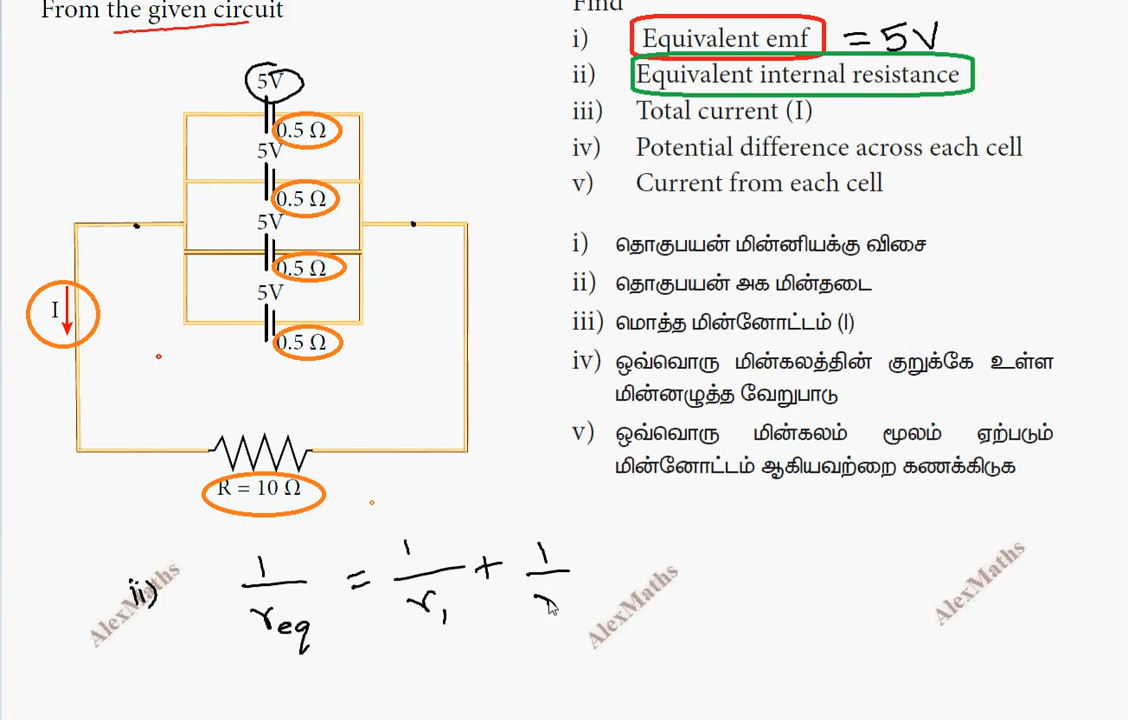 From the given circuit
Find
i) Equivalent emf = 5V
ii) Equivalent internal resistance
iii) Total current (I)
iv) Potential difference across each cell
v) Current from each cell
i) தொகுபயன் மின்னியக்கு விசை
ii) தொகுபயன் அக மின்தடை
iii) மொத்த மின்னோட்டம் (I)
iv) ஒவ்வொரு மின்கலத்தின் குறுக்கே உள்ள
மின்னழுத்த வேறுபாடு
v) ஒவ்வொரு மின்கலம் மூலம் ஏற்படும்
மின்னோட்டம் ஆகியவற்றை கணக்கிடுக
5V
0.5 Ω
5V
0.5 Ω
5V
0.5 Ω
5V
0.5 Ω
I
R = 10 Ω
ii) 1/r eq = 1/r₁ + 1/r
AlexMaths
AlexMaths
AlexMaths